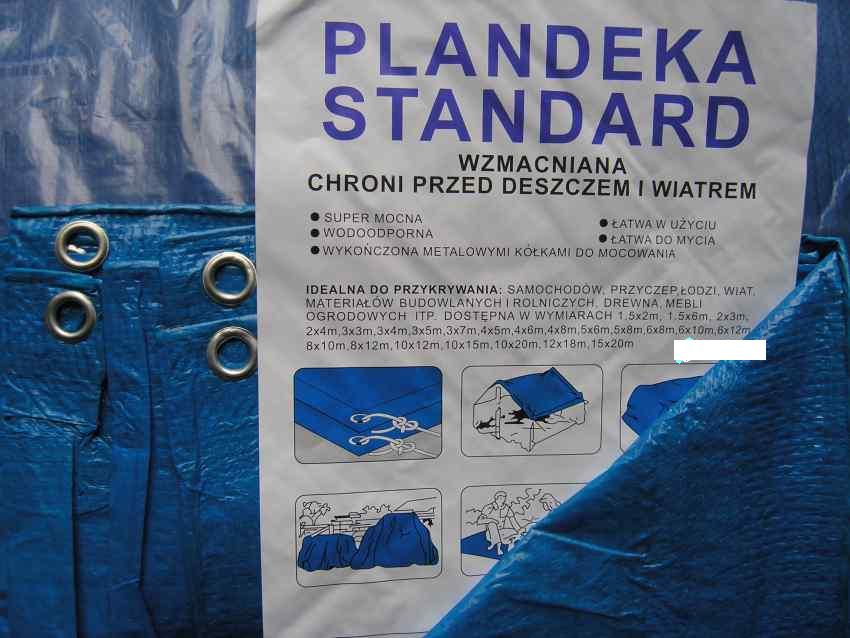 PLANDEKA
STANDARD
WZMACNIANA
CHRONI PRZED DESZCZEM I WIATREM
● SUPER MOCNA
● WODOODPORNA
● WYKOŃCZONA METALOWYMI KÓŁKAMI DO MOCOWANIA
● ŁATWA W UŻYCIU
● ŁATWA DO MYCIA
IDEALNA DO PRZYKRYWANIA: SAMOCHODÓW, PRZYCZEP,ŁODZI, WIAT,
MATERIAŁÓW BUDOWLANYCH I ROLNICZYCH, DREWNA, MEBLI
OGRODOWYCH ITP. DOSTĘPNA W WYMIARACH 1,5x2m, 1.5x6m, 2x3m,
2x4m,3x3m,3x4m,3x5m,3x7m,4x5m,4x6m,4x8m,5x6m,5x8m,6x8m,6x10m,6x12m,
8x10m,8x12m,10x12m,10x15m,10x20m,12x18m,15x20m